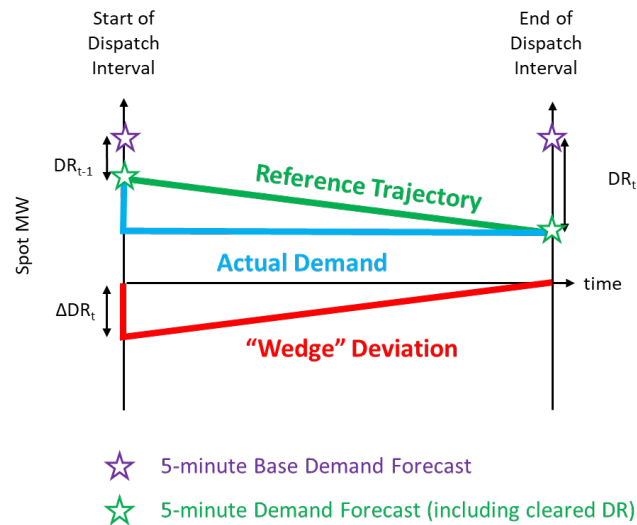 Start of
Dispatch
Interval
End of
Dispatch
Interval
DRt-1
Reference Trajectory
DRt
Spot MW
Actual Demand
time
ΔDRt
“Wedge” Deviation
5-minute Base Demand Forecast
5-minute Demand Forecast (including cleared DR)